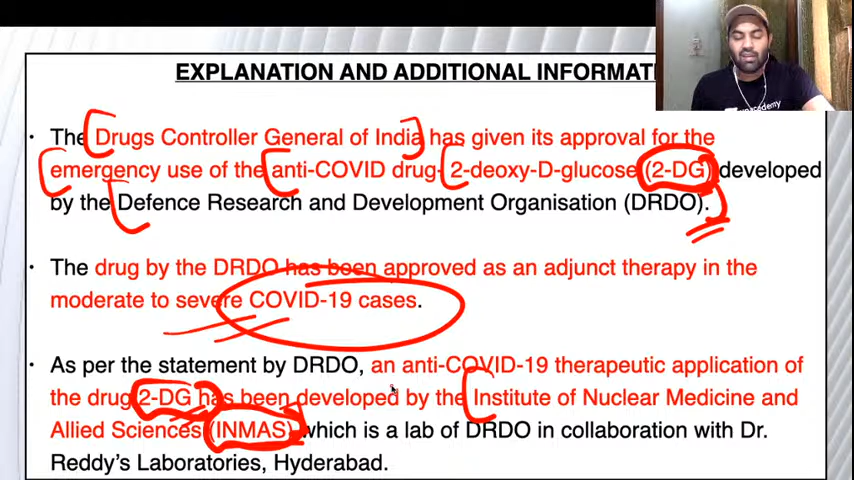 EXPLANATION AND ADDITIONAL INFORMATI
unacademy
• The Drugs Controller General of India has given its approval for the
emergency use of the anti-COVID drug- 2-deoxy-D-glucose (2-DG) developed
by the Defence Research and Development Organisation (DRDO).
• The drug by the DRDO has been approved as an adjunct therapy in the
moderate to severe COVID-19 cases.
• As per the statement by DRDO, an anti-COVID-19 therapeutic application of
the drug 2-DG has been developed by the Institute of Nuclear Medicine and
Allied Sciences (INMAS) which is a lab of DRDO in collaboration with Dr.
Reddy's Laboratories, Hyderabad.